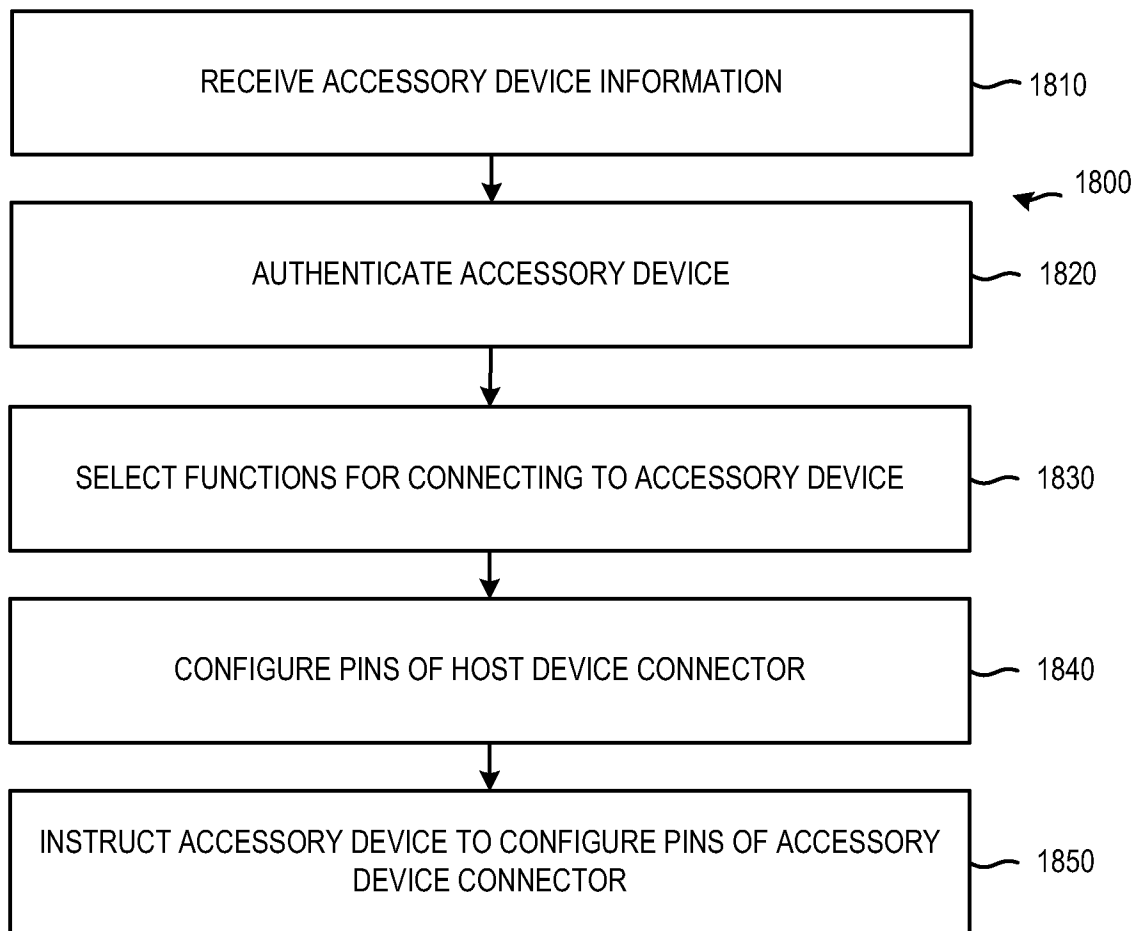 RECEIVE ACCESSORY DEVICE INFORMATION
1810
1800
AUTHENTICATE ACCESSORY DEVICE
1820
SELECT FUNCTIONS FOR CONNECTING TO ACCESSORY DEVICE
1830
CONFIGURE PINS OF HOST DEVICE CONNECTOR
1840
INSTRUCT ACCESSORY DEVICE TO CONFIGURE PINS OF ACCESSORY
DEVICE CONNECTOR
1850